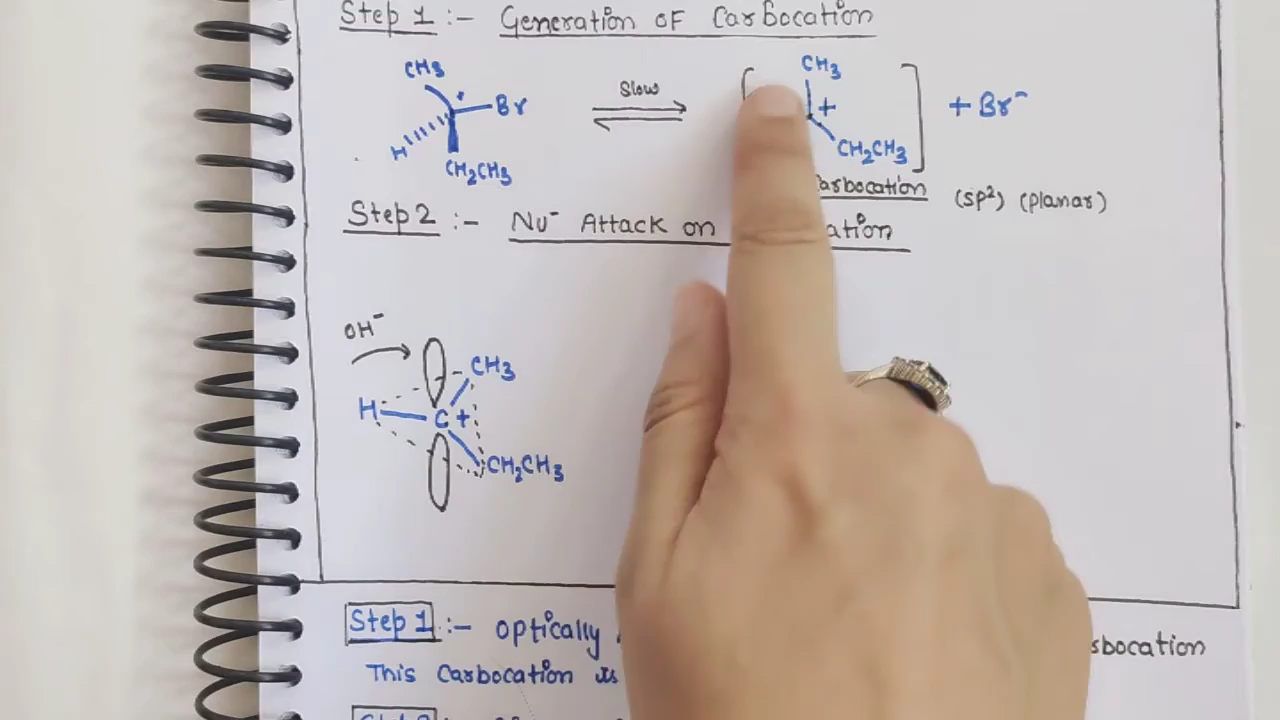 Step 1 :- Generation of Carbocation
CH3
Br
H
CH2CH3
Slow
CH3
+
CH2CH3
+ Br-
Carbocation (sp2) (planar)
Step 2 :- Nu- Attack on
OH-
CH3
H C +
CH2CH3
Step 1 :- Optically
This Carbocation is